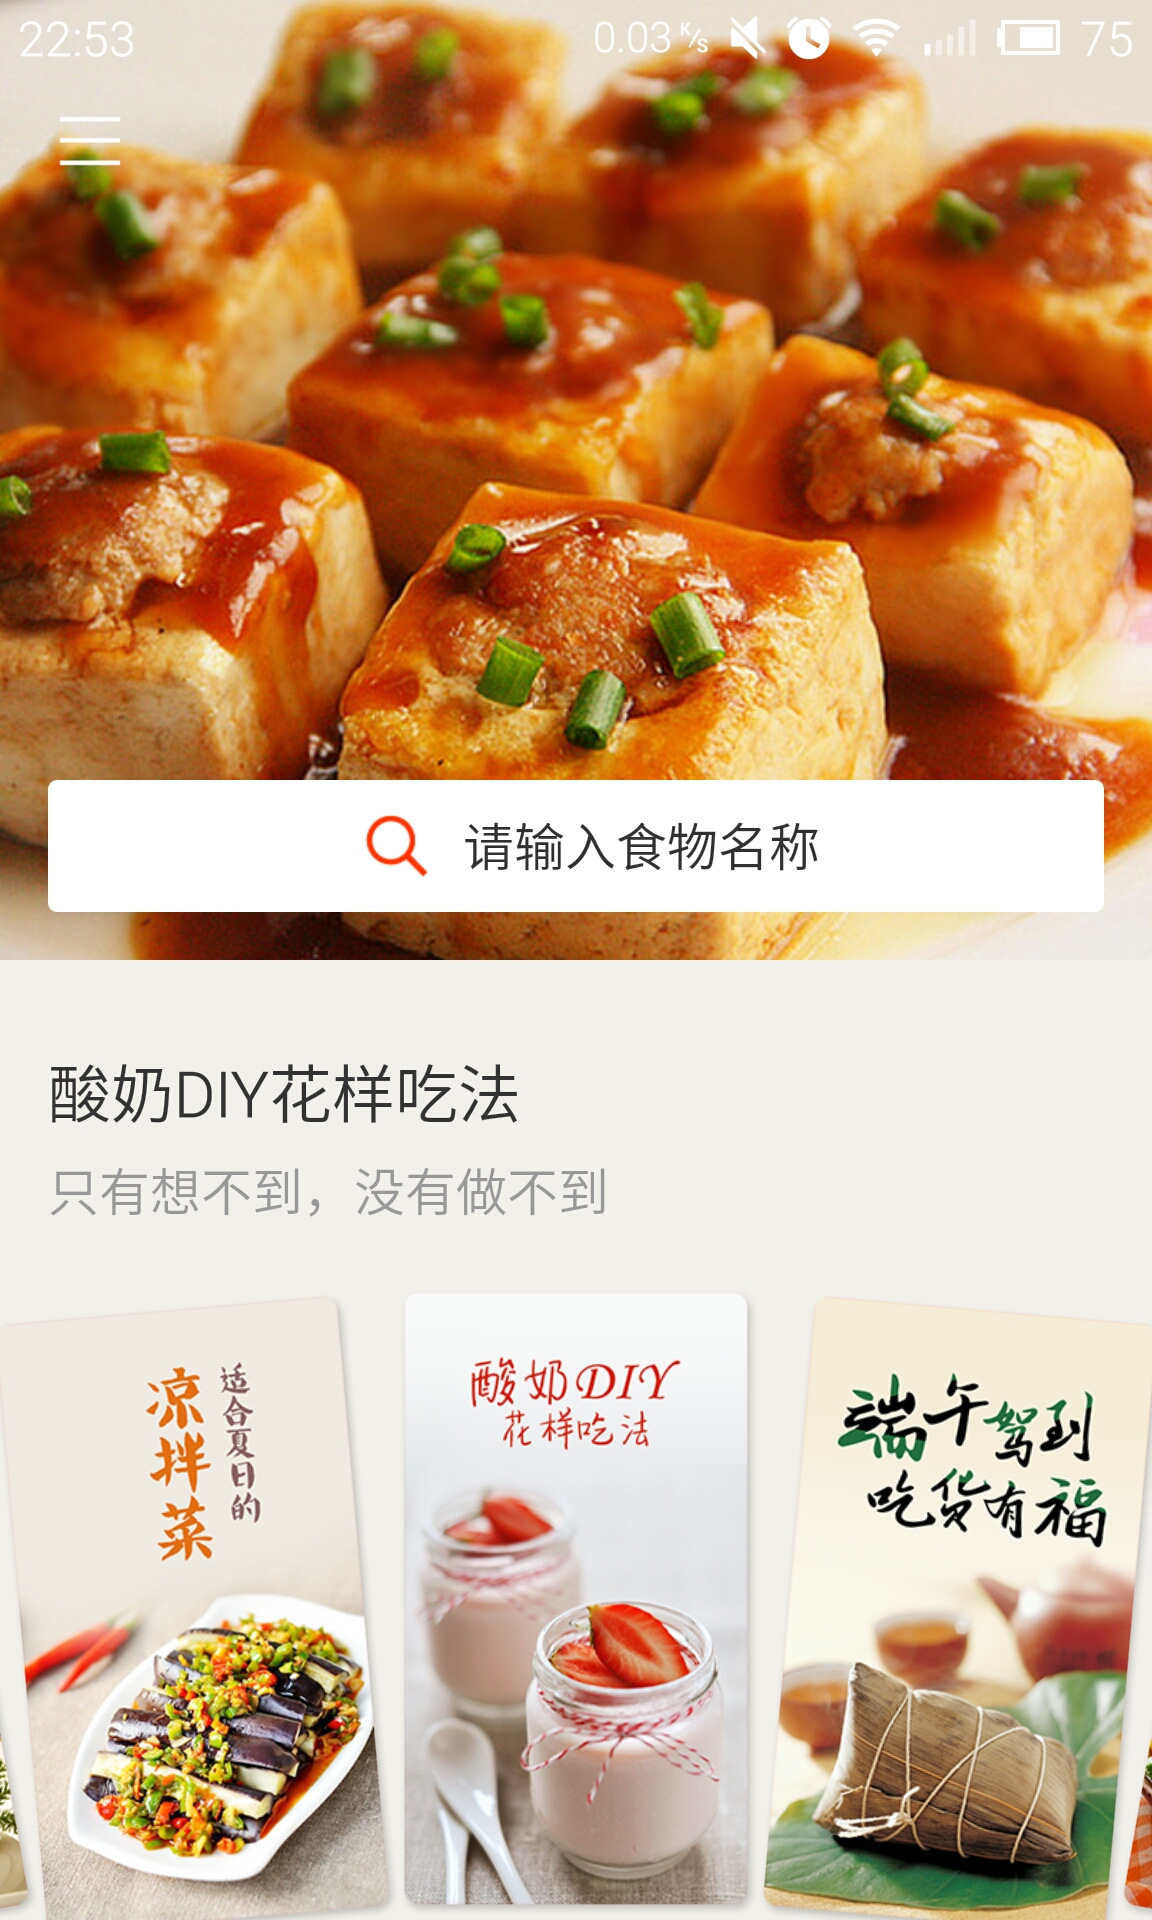 22:53
0.03 K/s
75
请输入食物名称
酸奶DIY花样吃法
只有想不到，没有做不到
适合夏日的
凉拌菜
酸奶DIY
花样吃法
端午驾到
吃货有福